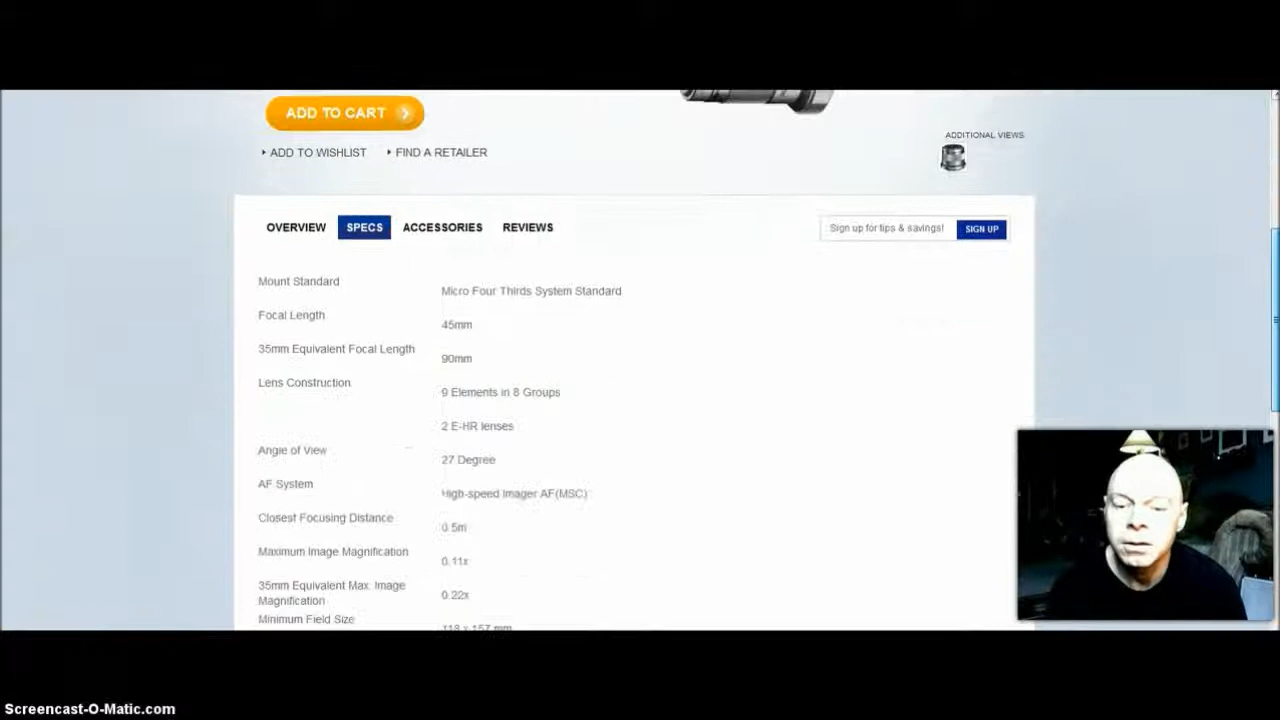 ADD TO CART
ADD TO WISHLIST
FIND A RETAILER
ADDITIONAL VIEWS
OVERVIEW
SPECS
ACCESSORIES
REVIEWS
Sign up for tips & savings!
SIGN UP
Mount Standard
Micro Four Thirds System Standard
Focal Length
45mm
35mm Equivalent Focal Length
90mm
Lens Construction
9 Elements in 8 Groups
2 E-HR lenses
Angle of View
27 Degree
AF System
High-speed Imager AF(MSC)
Closest Focusing Distance
0.5m
Maximum Image Magnification
0.11x
35mm Equivalent Max. Image
Magnification
0.22x
Minimum Field Size
118 x 157 mm
Screencast-O-Matic.com